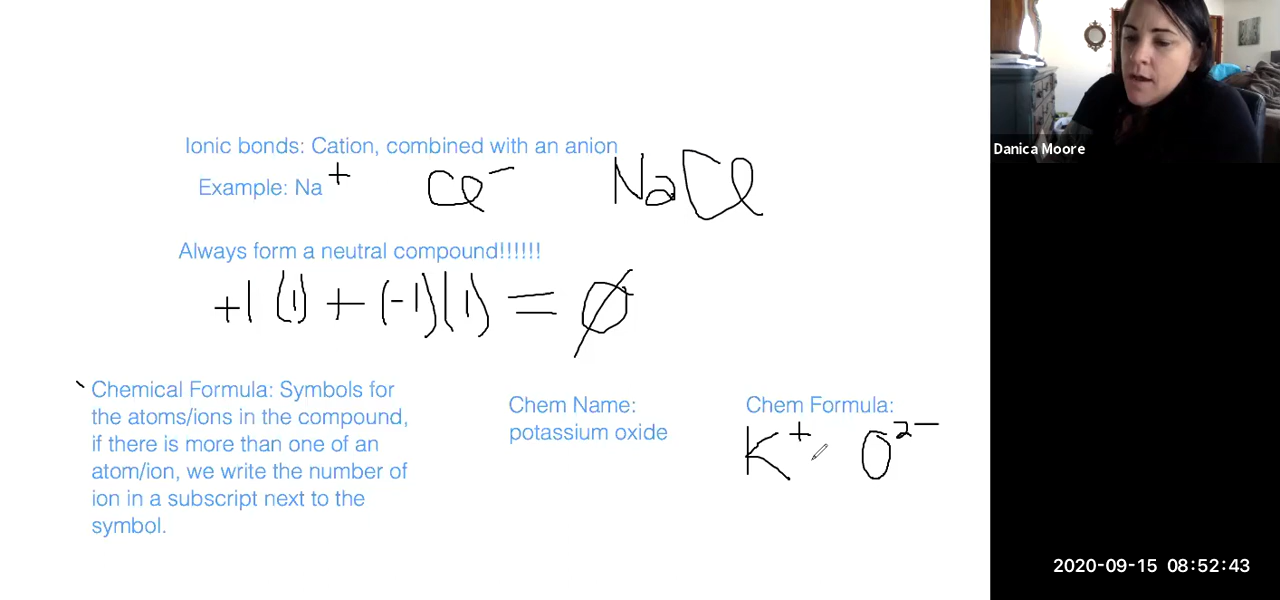 Ionic bonds: Cation, combined with an anion
Example: Na + Cl - NaCl
Always form a neutral compound!!!!!!
+1 (1) + (-1)(1) = 0
Chemical Formula: Symbols for
the atoms/ions in the compound,
if there is more than one of an
atom/ion, we write the number of
ion in a subscript next to the
symbol.
Chem Name:
potassium oxide
Chem Formula:
K+ O2-
Danica Moore
2020-09-15 08:52:43